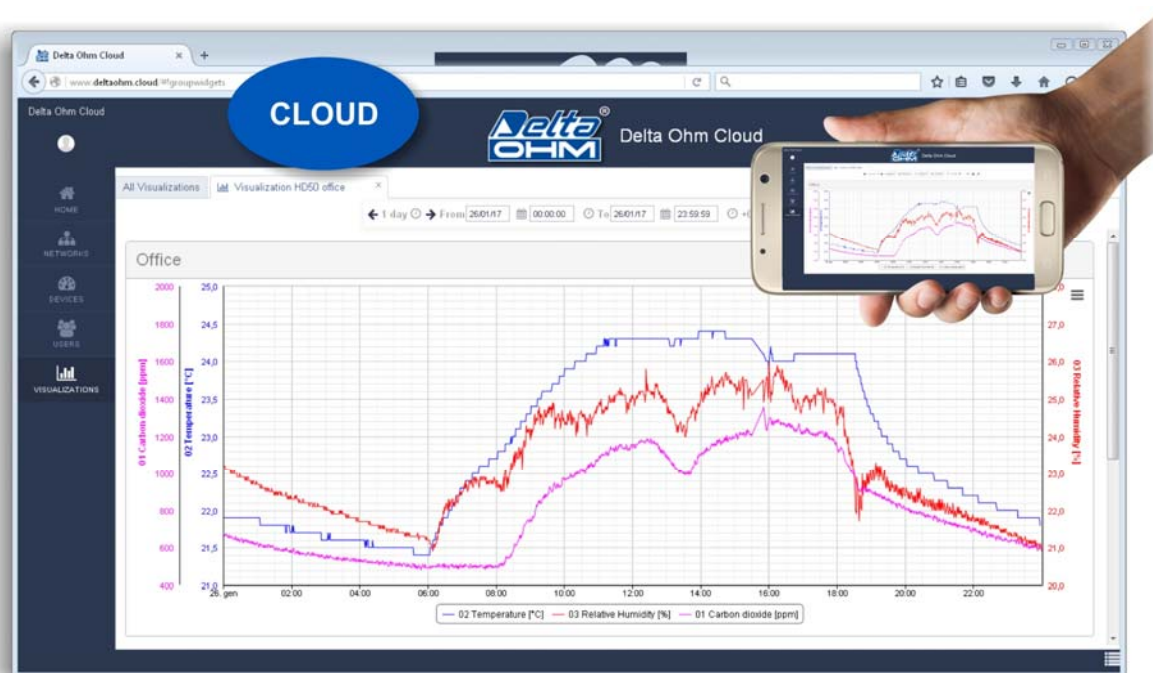 Delta Ohm Cloud
www.deltaohm.cloud/#!groupwidgets
CLOUD
Delta Ohm Cloud
Delta OHM ® Delta Ohm Cloud
HOME
NETWORKS
DEVICES
USERS
VISUALIZATIONS
All Visualizations Visualization HD50 office
1 day From 26/01/17 00:00:00 To 26/01/17 23:59:59
Office
01 Carbon dioxide [ppm]
2000
1800
1600
1400
1200
1000
800
600
400
02 Temperature [°C]
25,0
24,5
24,0
23,5
23,0
22,5
22,0
21,5
21,0
27,0
26,0
25,0
24,0
23,0
22,0
21,0
20,0
03 Relative Humidity [%]
26. gen 02:00 04:00 06:00 08:00 10:00 12:00 14:00 16:00 18:00 20:00 22:00
02 Temperature [°C] 03 Relative Humidity [%] 01 Carbon dioxide [ppm]
Delta OHM Delta Ohm Cloud